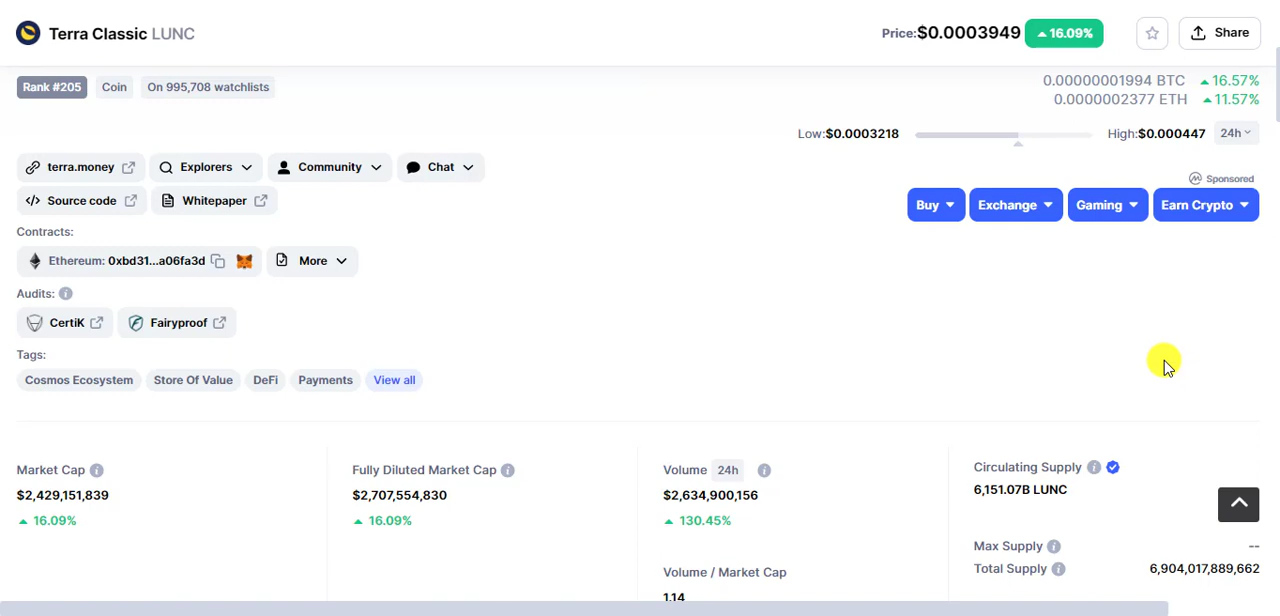 Terra Classic LUNC
Price:$0.0003949 16.09%
Share
Rank #205 Coin On 995,708 watchlists
0.00000001994 BTC 16.57%
0.0000002377 ETH 11.57%
Low:$0.0003218 High:$0.000447 24h
terra.money Explorers Community Chat
Sponsored
Source code Whitepaper
Buy Exchange Gaming Earn Crypto
Contracts:
Ethereum: 0xbd31...a06fa3d More
Audits:
CertiK Fairyproof
Tags:
Cosmos Ecosystem Store Of Value DeFi Payments View all
Market Cap
$2,429,151,839
16.09%
Fully Diluted Market Cap
$2,707,554,830
16.09%
Volume 24h
$2,634,900,156
130.45%
Volume / Market Cap
1.14
Circulating Supply
6,151.07B LUNC
Max Supply --
Total Supply 6,904,017,889,662